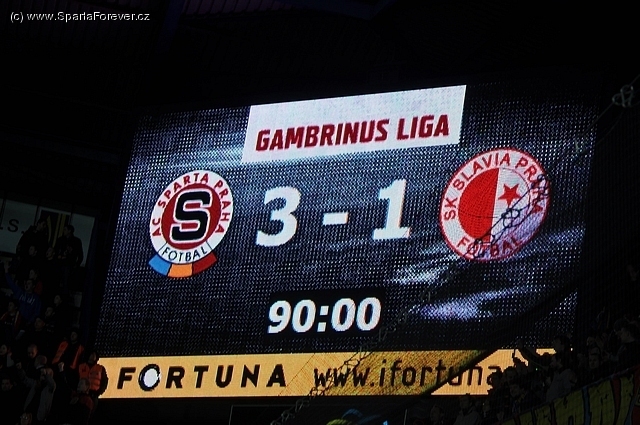 (c) www.SpartaForever.cz
GAMBRINUS LIGA
AC SPARTA PRAHA
S
FOTBAL
3 - 1
SK SLAVIA PRAHA
FOTBAL
90:00
FORTUNA www.ifortuna